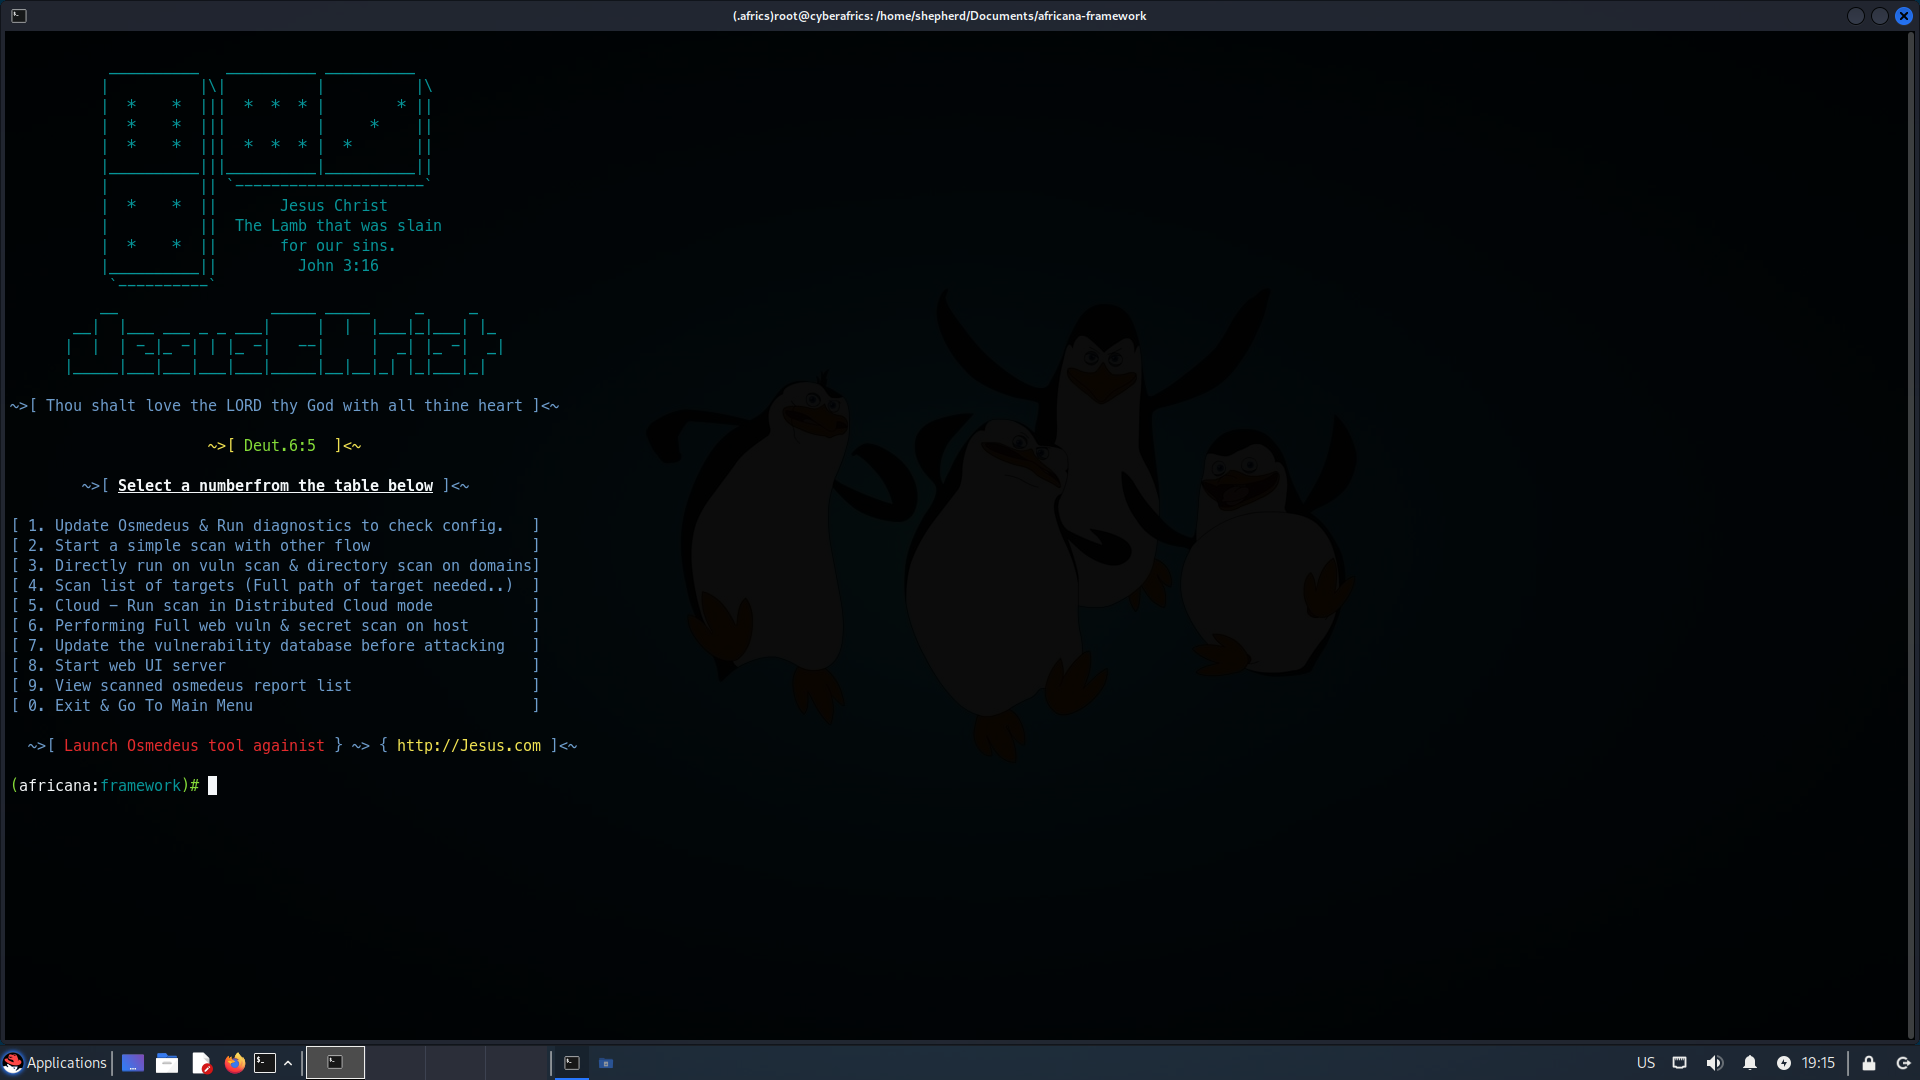 (.africs)root@cyberafrics: /home/shepherd/Documents/africana-framework
Jesus Christ
The Lamb that was slain
for our sins.
John 3:16
JesusCHrist
~>[ Thou shalt love the LORD thy God with all thine heart ]<~
~>[ Deut.6:5  ]<~
~>[ Select a numberfrom the table below ]<~
[ 1. Update Osmedeus & Run diagnostics to check config.   ]
[ 2. Start a simple scan with other flow                  ]
[ 3. Directly run on vuln scan & directory scan on domains]
[ 4. Scan list of targets (Full path of target needed..)  ]
[ 5. Cloud - Run scan in Distributed Cloud mode           ]
[ 6. Performing Full web vuln & secret scan on host       ]
[ 7. Update the vulnerability database before attacking   ]
[ 8. Start web UI server                                  ]
[ 9. View scanned osmedeus report list                    ]
[ 0. Exit & Go To Main Menu                               ]
~>[ Launch Osmedeus tool againist } ~> { http://Jesus.com ]<~
(africana:framework)#
Applications
US
19:15